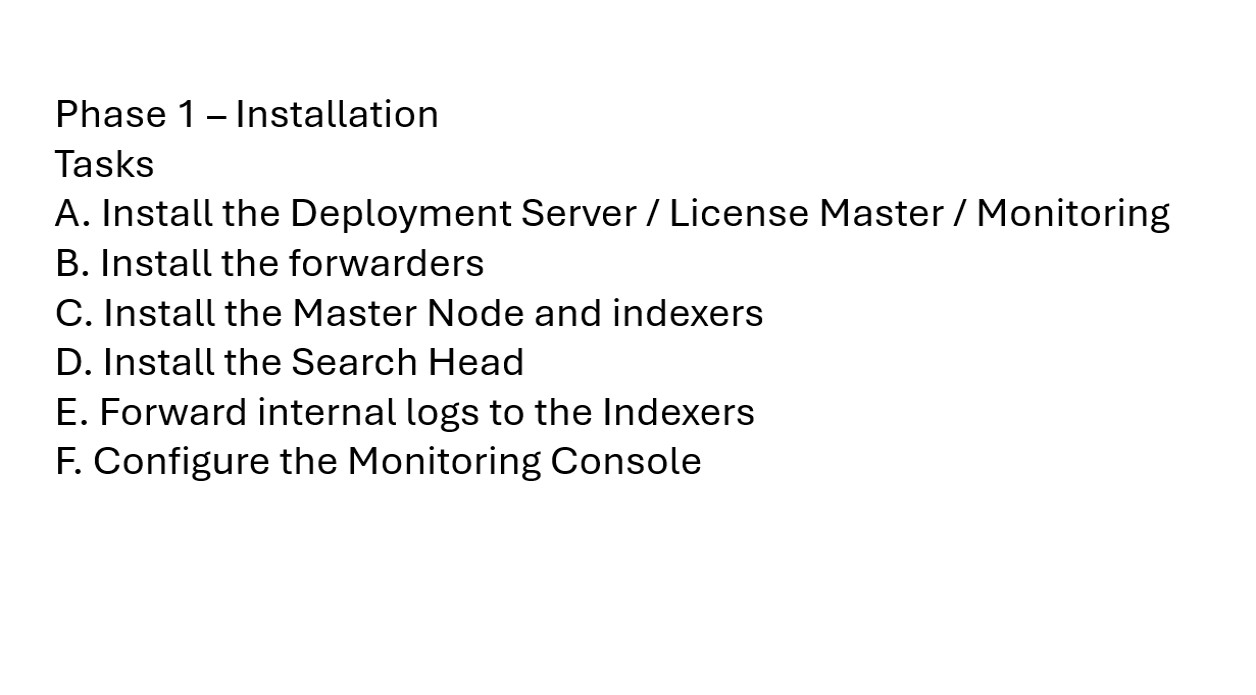 Phase 1 – Installation
Tasks
A. Install the Deployment Server / License Master / Monitoring
B. Install the forwarders
C. Install the Master Node and indexers
D. Install the Search Head
E. Forward internal logs to the Indexers
F. Configure the Monitoring Console